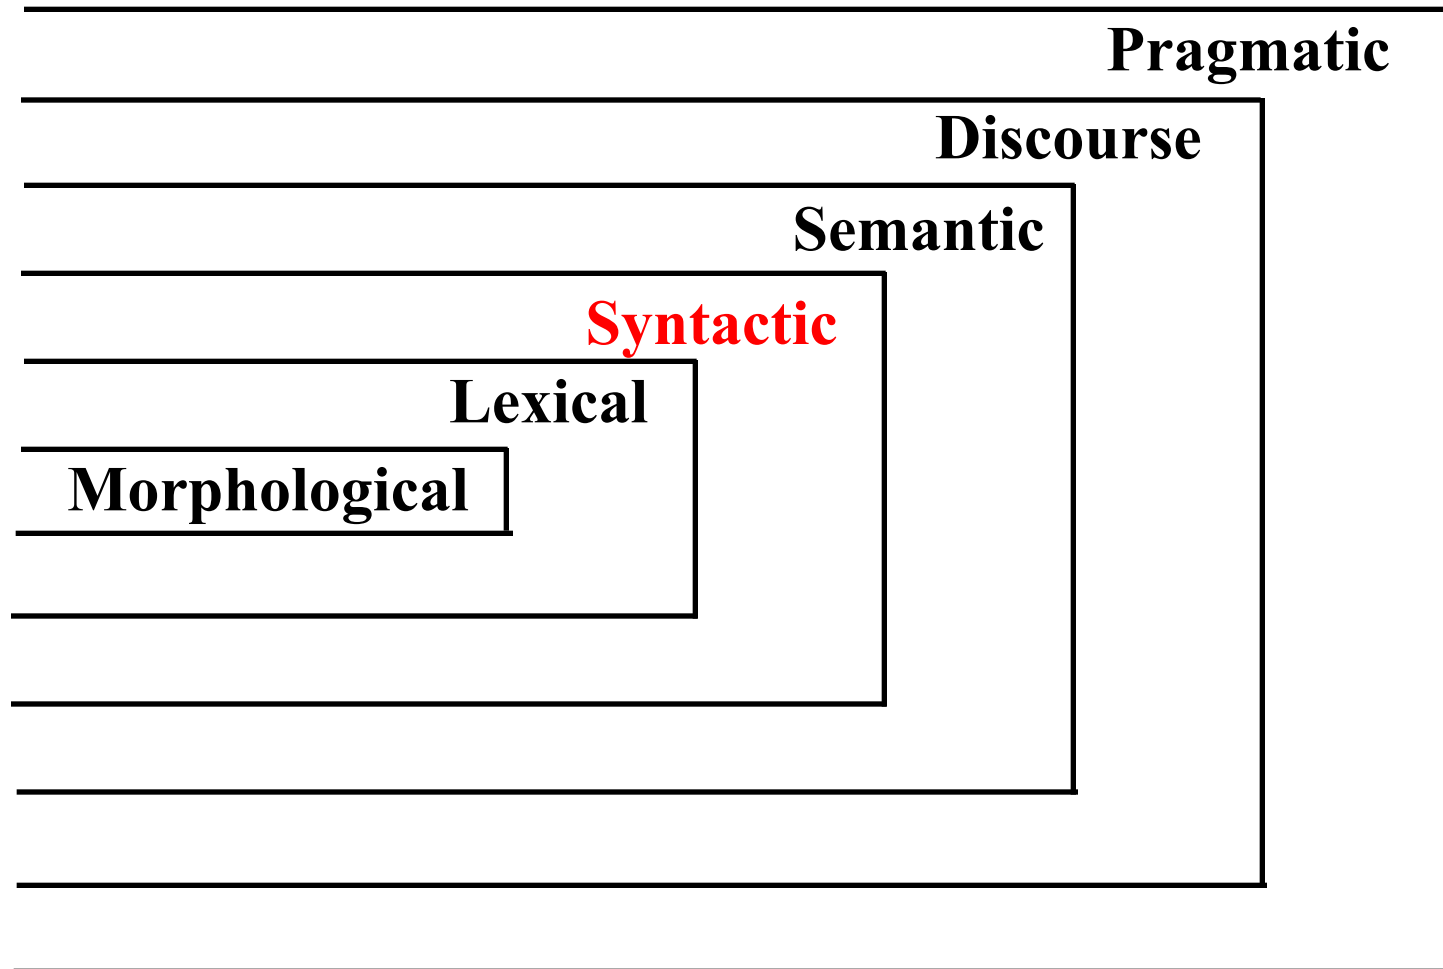 Pragmatic
Discourse
Semantic
Syntactic
Lexical
Morphological